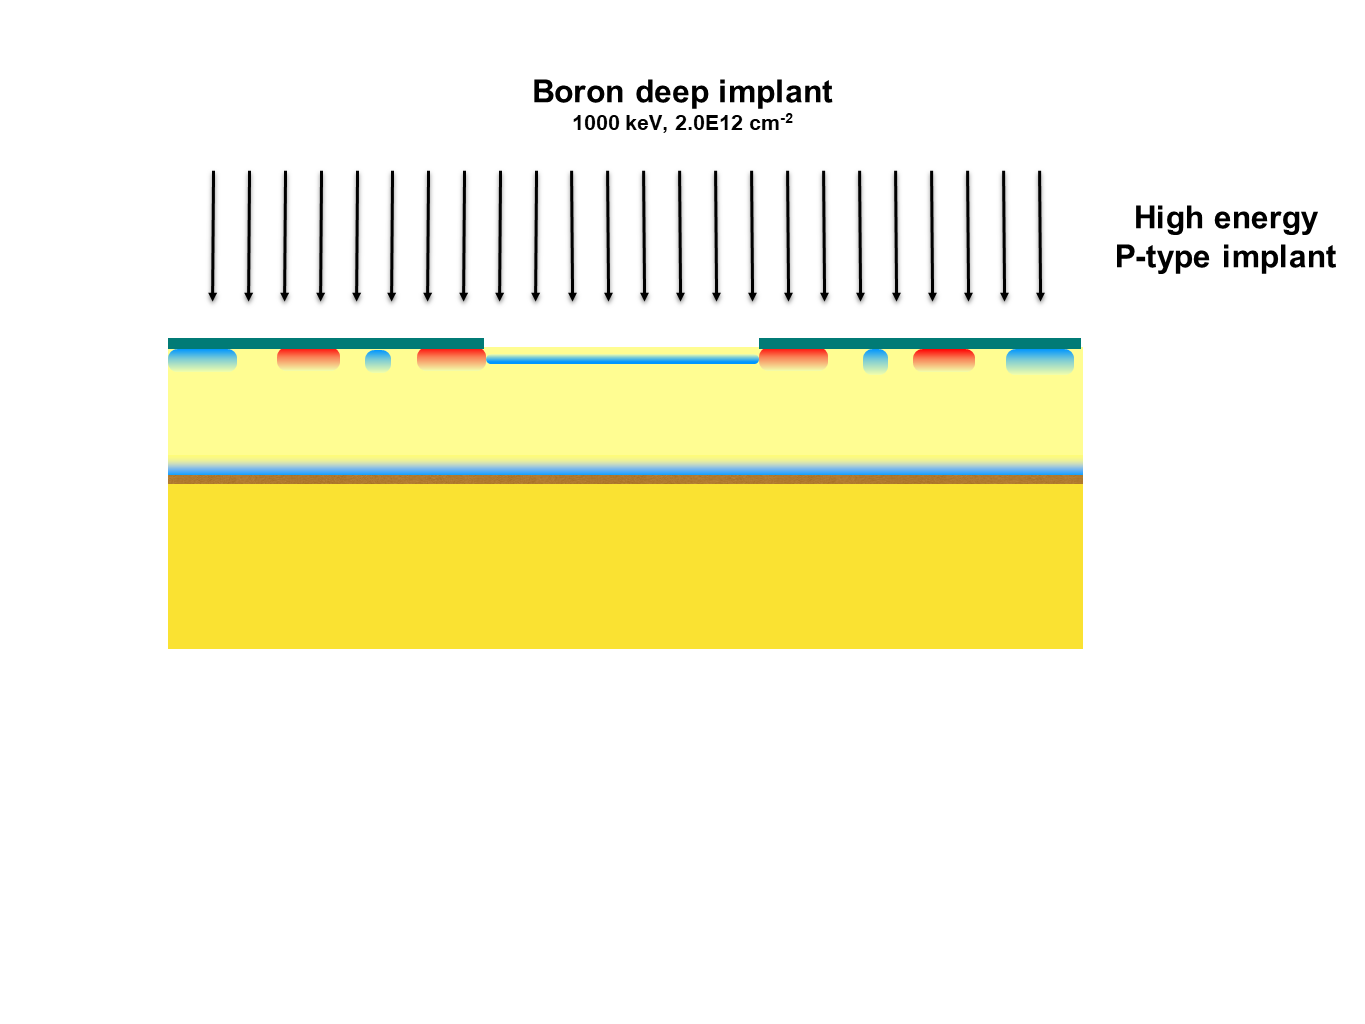 Boron deep implant
1000 keV, 2.0E12 cm⁻²
High energy
P-type implant